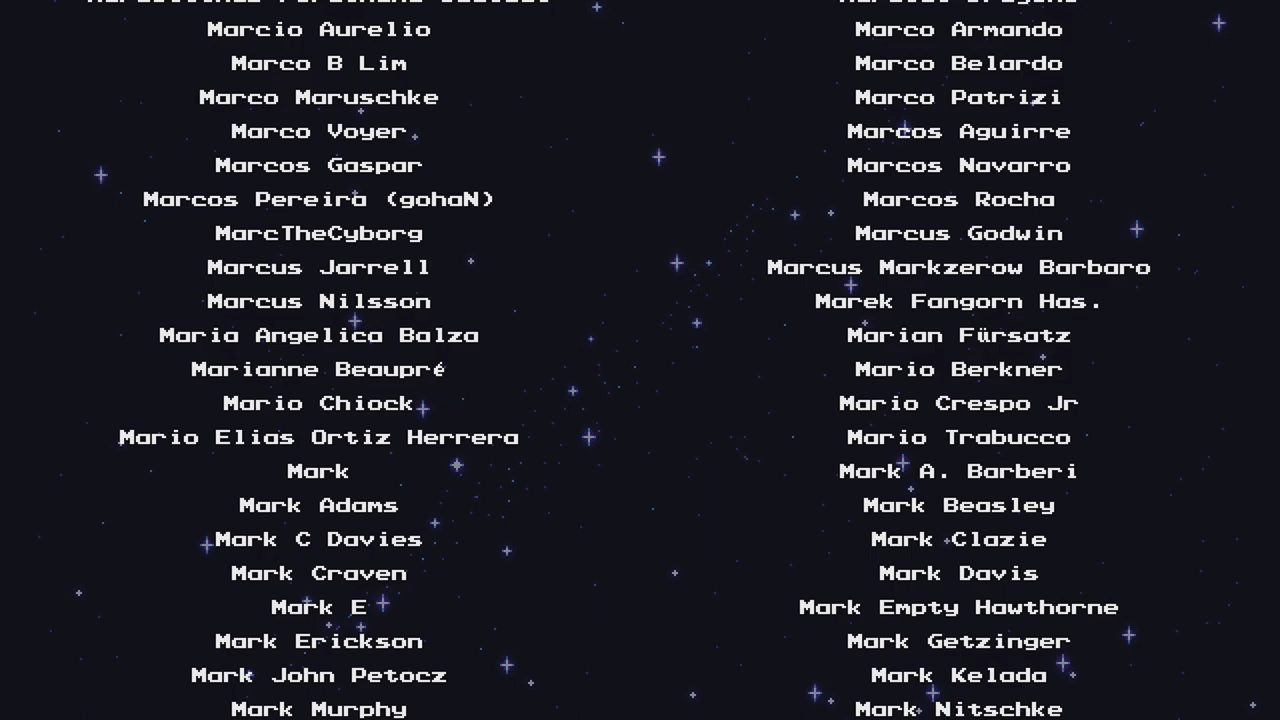 Marcio Aurelio
Marco Armando
Marco B Lim
Marco Belardo
Marco Maruschke
Marco Patrizi
Marco Voyer
Marcos Aguirre
Marcos Gaspar
Marcos Navarro
Marcos Pereira (gohaN)
Marcos Rocha
MarcTheCyborg
Marcus Godwin
Marcus Jarrell
Marcus Markzerow Barbaro
Marcus Nilsson
Marek Fangorn Has.
Maria Angelica Balza
Marian Fürsatz
Marianne Beaupré
Mario Berkner
Mario Chiock
Mario Crespo Jr
Mario Elias Ortiz Herrera
Mario Trabucco
Mark
Mark A. Barberi
Mark Adams
Mark Beasley
Mark C Davies
Mark Clazie
Mark Craven
Mark Davis
Mark E
Mark Empty Hawthorne
Mark Erickson
Mark Getzinger
Mark John Petocz
Mark Kelada
Mark Murphy
Mark Nitschke